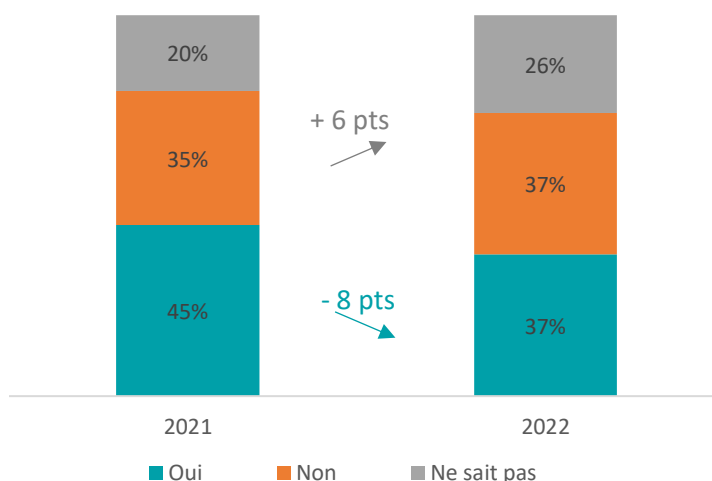 20%
26%
+ 6 pts
35%
37%
- 8 pts
45%
37%
2021
2022
Oui
Non
Ne sait pas